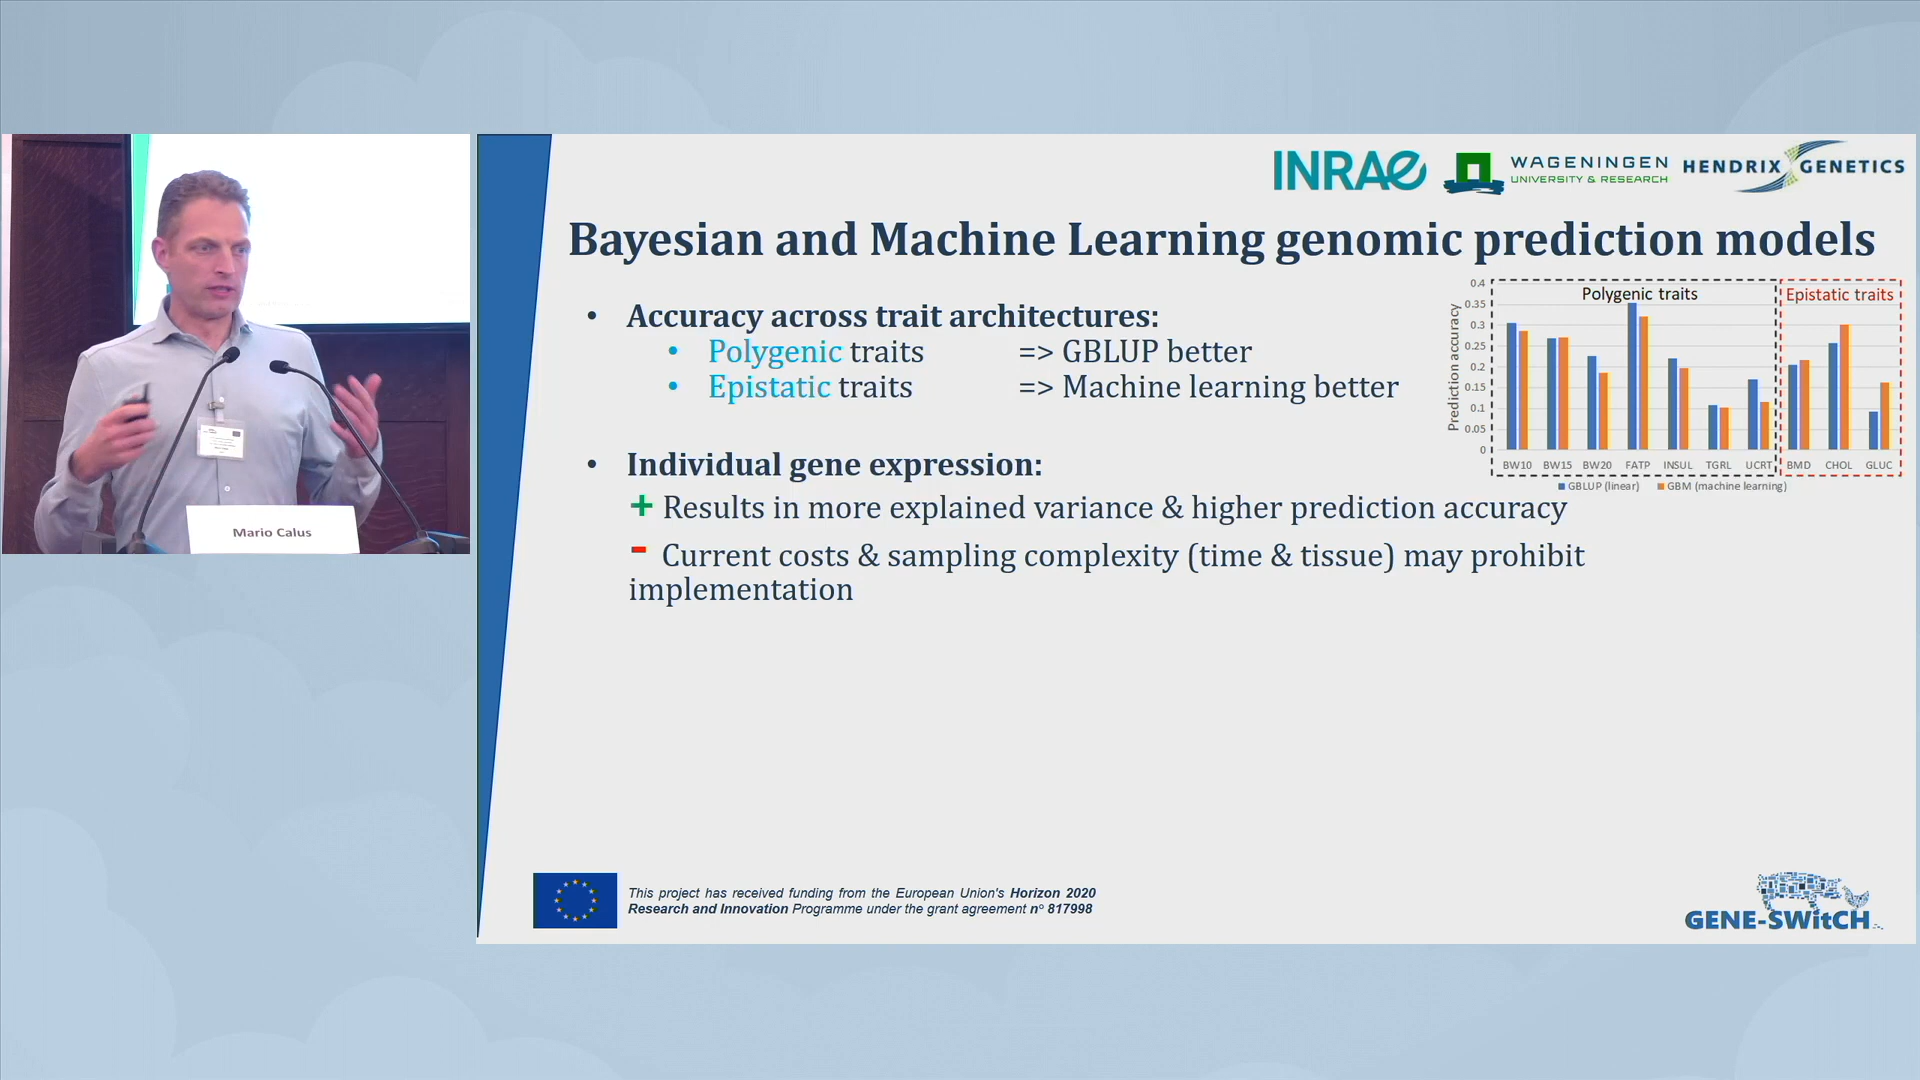 INRAE
WAGENINGEN
UNIVERSITY & RESEARCH
HENDRIX GENETICS
Bayesian and Machine Learning genomic prediction models
• Accuracy across trait architectures:
• Polygenic traits => GBLUP better
• Epistatic traits => Machine learning better
• Individual gene expression:
+ Results in more explained variance & higher prediction accuracy
- Current costs & sampling complexity (time & tissue) may prohibit
implementation
Polygenic traits
Epistatic traits
Prediction accuracy
0.4
0.35
0.3
0.25
0.2
0.15
0.1
0.05
0
BW10 BW15 BW20 FATP INSUL TGRL UCRT BMD CHOL GLUC
GBLUP (linear) GBM (machine learning)
Mario Calus
This project has received funding from the European Union's Horizon 2020
Research and Innovation Programme under the grant agreement n° 817998
GENE-SWitCH